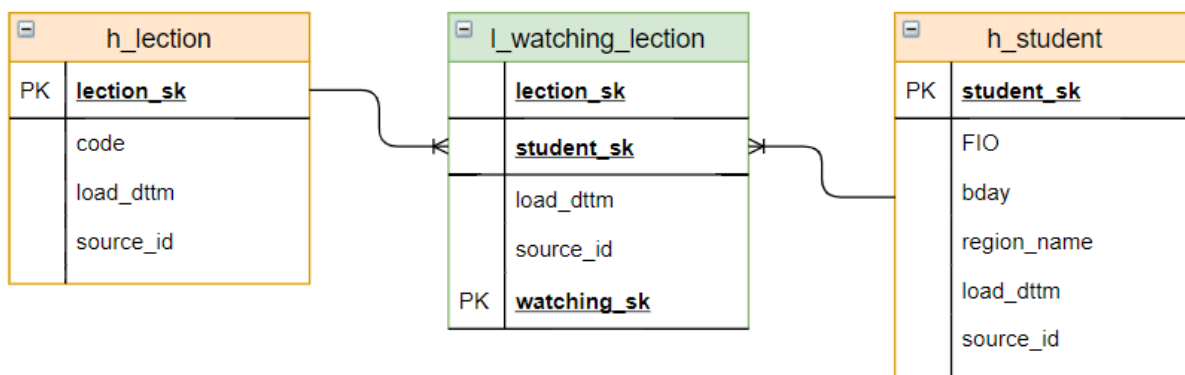 h_lection
PK lection_sk
code
load_dttm
source_id
l_watching_lection
lection_sk
student_sk
load_dttm
source_id
PK watching_sk
h_student
PK student_sk
FIO
bday
region_name
load_dttm
source_id